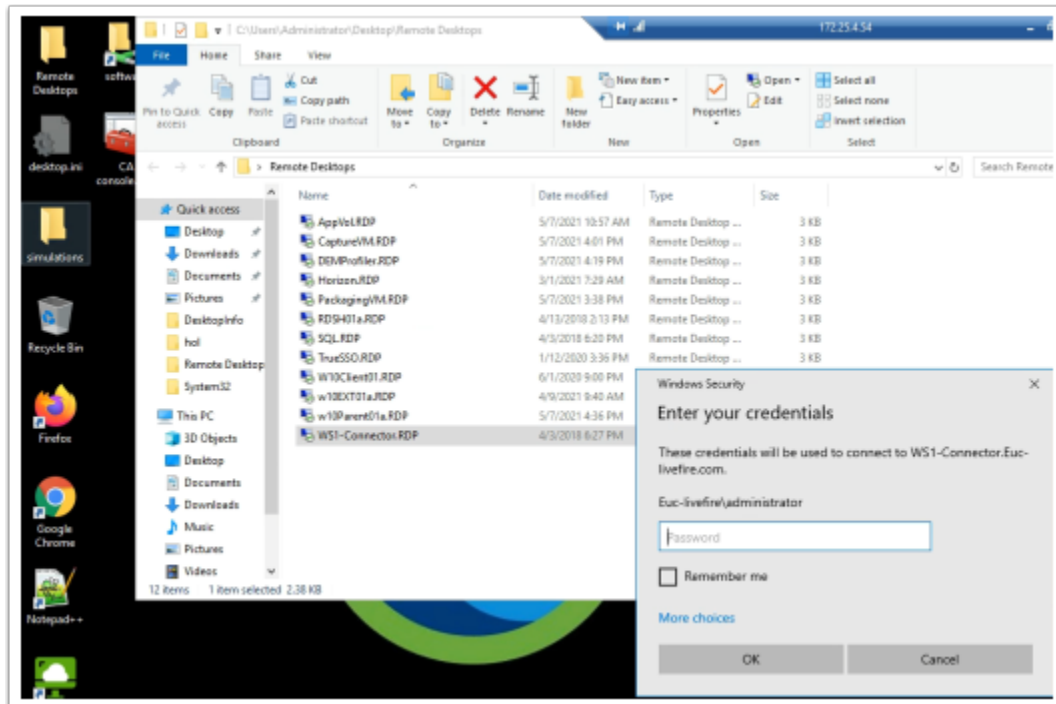 C:\Users\Administrator\Desktop\Remote Desktops
172.25.4.54
File Home Share View
Pin to Quick access
Copy
Paste
Cut
Copy path
Paste shortcut
Move to
Copy to
Delete
Rename
New folder
New item
Easy access
Properties
Open
Edit
Select all
Select none
Invert selection
Clipboard Organize New Open Select
Remote Desktops
Search Remote
Name Date modified Type Size
AppVol.RDP 5/7/2021 10:57 AM Remote Desktop ... 3 KB
CaptureVM.RDP 5/7/2021 4:01 PM Remote Desktop ... 3 KB
DEMProfiler.RDP 5/7/2021 4:19 PM Remote Desktop ... 3 KB
Horizon.RDP 3/1/2021 7:29 AM Remote Desktop ... 3 KB
PackagingVM.RDP 5/7/2021 3:38 PM Remote Desktop ... 3 KB
RDSH01a.RDP 4/13/2018 2:13 PM Remote Desktop ... 3 KB
SQL.RDP 4/3/2018 6:20 PM Remote Desktop ... 3 KB
TrueSSO.RDP 1/12/2020 3:36 PM Remote Desktop ... 3 KB
W10Client01.RDP 6/1/2020 9:00 PM
w10EXT01a.RDP 4/9/2021 9:40 AM
w10Parent01a.RDP 5/7/2021 4:36 PM
WS1-Connector.RDP 4/3/2018 6:27 PM
Quick access
Desktop
Downloads
Documents
Pictures
DesktopInfo
hol
Remote Desktop
System32
This PC
3D Objects
Desktop
Documents
Downloads
Music
Pictures
Videos
12 items 1 item selected 2.38 KB
Remote Desktops
softwa
desktop.ini
CA
console
simulations
Recycle Bin
Firefox
Google Chrome
Notepad++
Windows Security
Enter your credentials
These credentials will be used to connect to WS1-Connector.Euc-
livefire.com.
Euc-livefire\administrator
Password
Remember me
More choices
OK Cancel